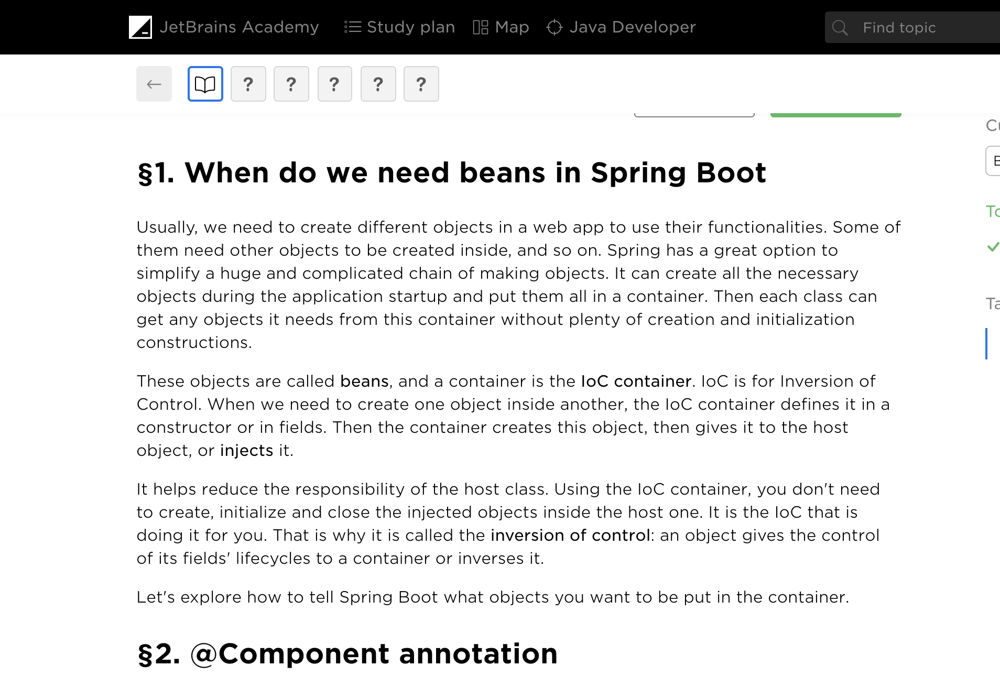 JetBrains Academy Study plan Map Java Developer Find topic
? ? ? ? ?
§1. When do we need beans in Spring Boot
Usually, we need to create different objects in a web app to use their functionalities. Some of
them need other objects to be created inside, and so on. Spring has a great option to
simplify a huge and complicated chain of making objects. It can create all the necessary
objects during the application startup and put them all in a container. Then each class can
get any objects it needs from this container without plenty of creation and initialization
constructions.
These objects are called beans, and a container is the IoC container. IoC is for Inversion of
Control. When we need to create one object inside another, the IoC container defines it in a
constructor or in fields. Then the container creates this object, then gives it to the host
object, or injects it.
It helps reduce the responsibility of the host class. Using the IoC container, you don't need
to create, initialize and close the injected objects inside the host one. It is the IoC that is
doing it for you. That is why it is called the inversion of control: an object gives the control
of its fields' lifecycles to a container or inverses it.
Let's explore how to tell Spring Boot what objects you want to be put in the container.
§2. @Component annotation